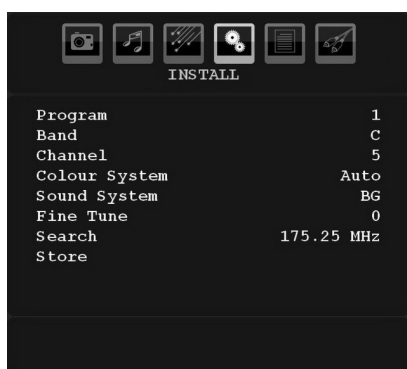 INSTALL
Program 1
Band C
Channel 5
Colour System Auto
Sound System BG
Fine Tune 0
Search 175.25 MHz
Store